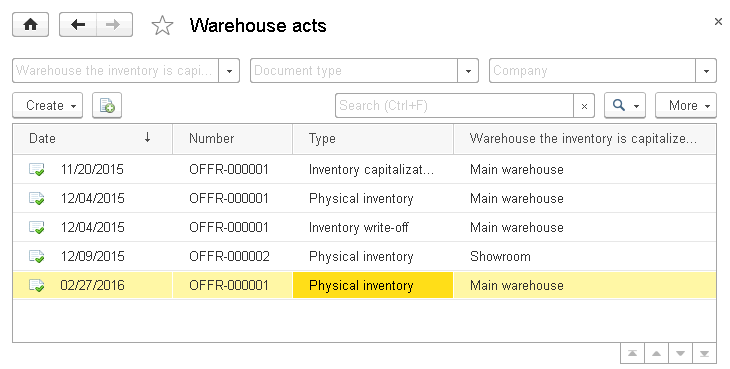 Warehouse acts
Warehouse the inventory is capi... Document type Company
Create Search (Ctrl+F) × More
Date ↓ Number Type Warehouse the inventory is capitalize...
11/20/2015 OFFR-000001 Inventory capitalizat... Main warehouse
12/04/2015 OFFR-000001 Physical inventory Main warehouse
12/04/2015 OFFR-000001 Inventory write-off Main warehouse
12/09/2015 OFFR-000002 Physical inventory Showroom
02/27/2016 OFFR-000001 Physical inventory Main warehouse